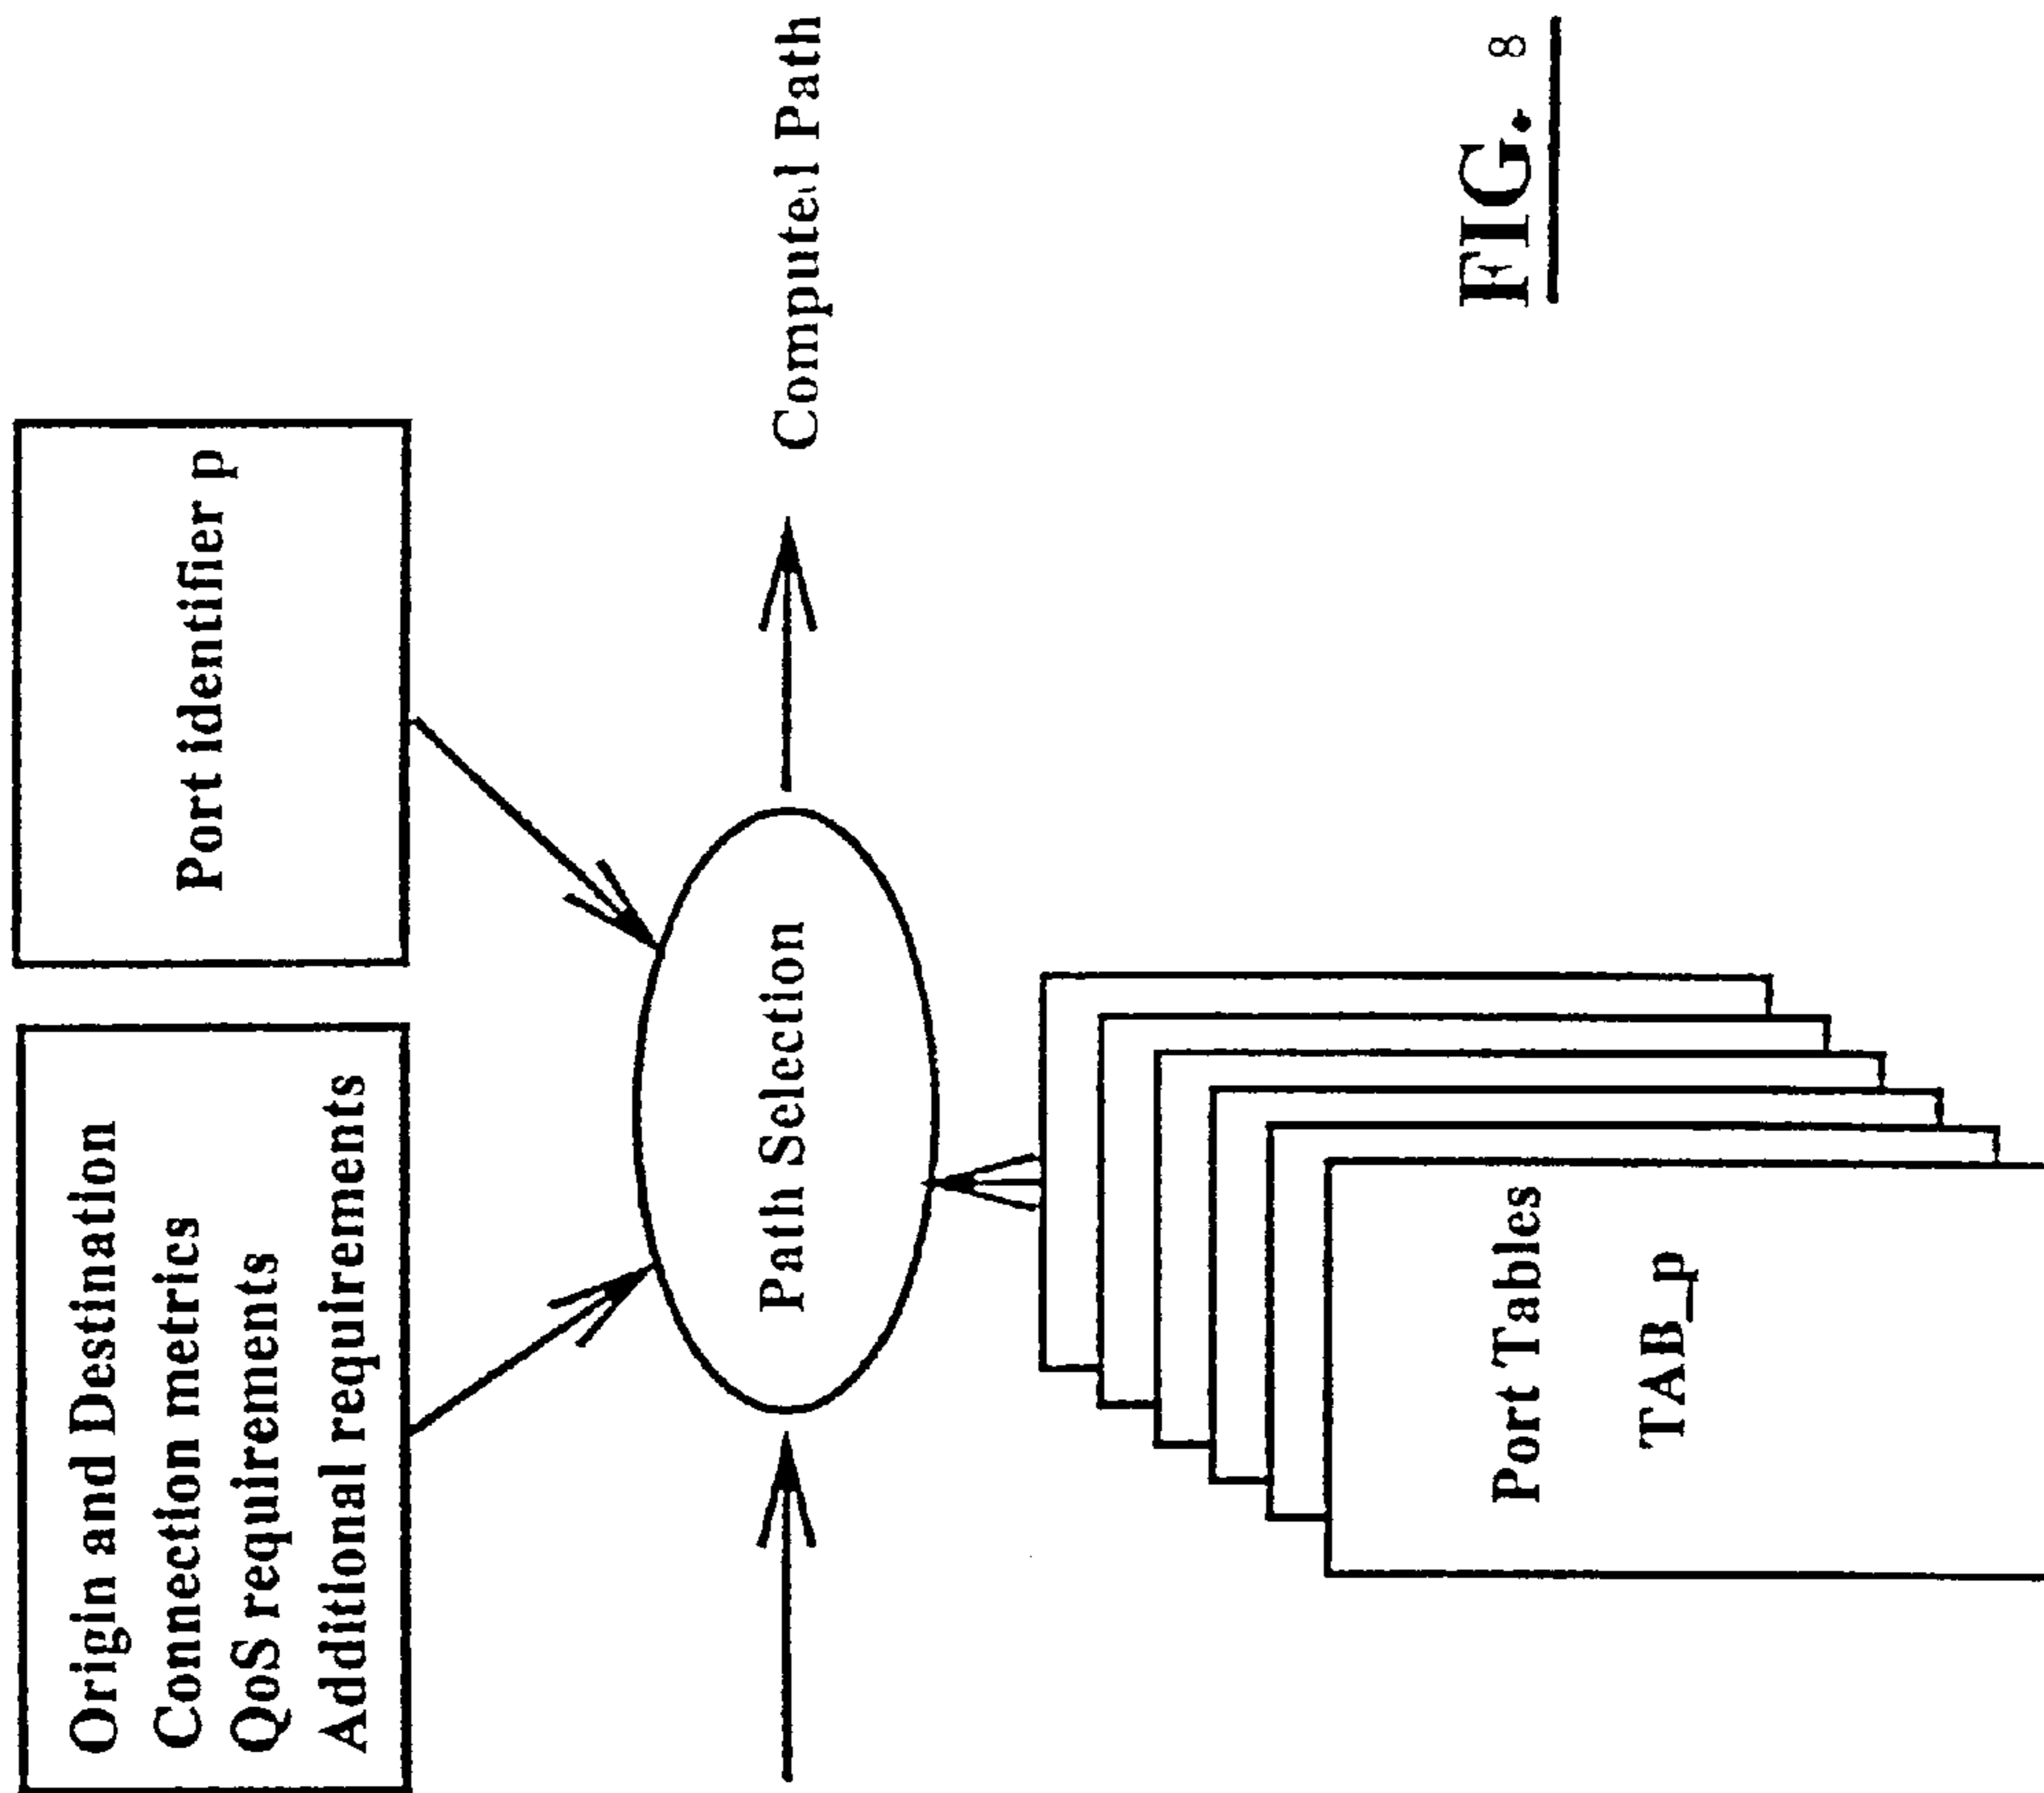 Origin and Destination
Connection metrics
QoS requirements
Additional requirements
Port identifier p
Path Selection
Computed Path
Port Tables
TAB_p
FIG. 8